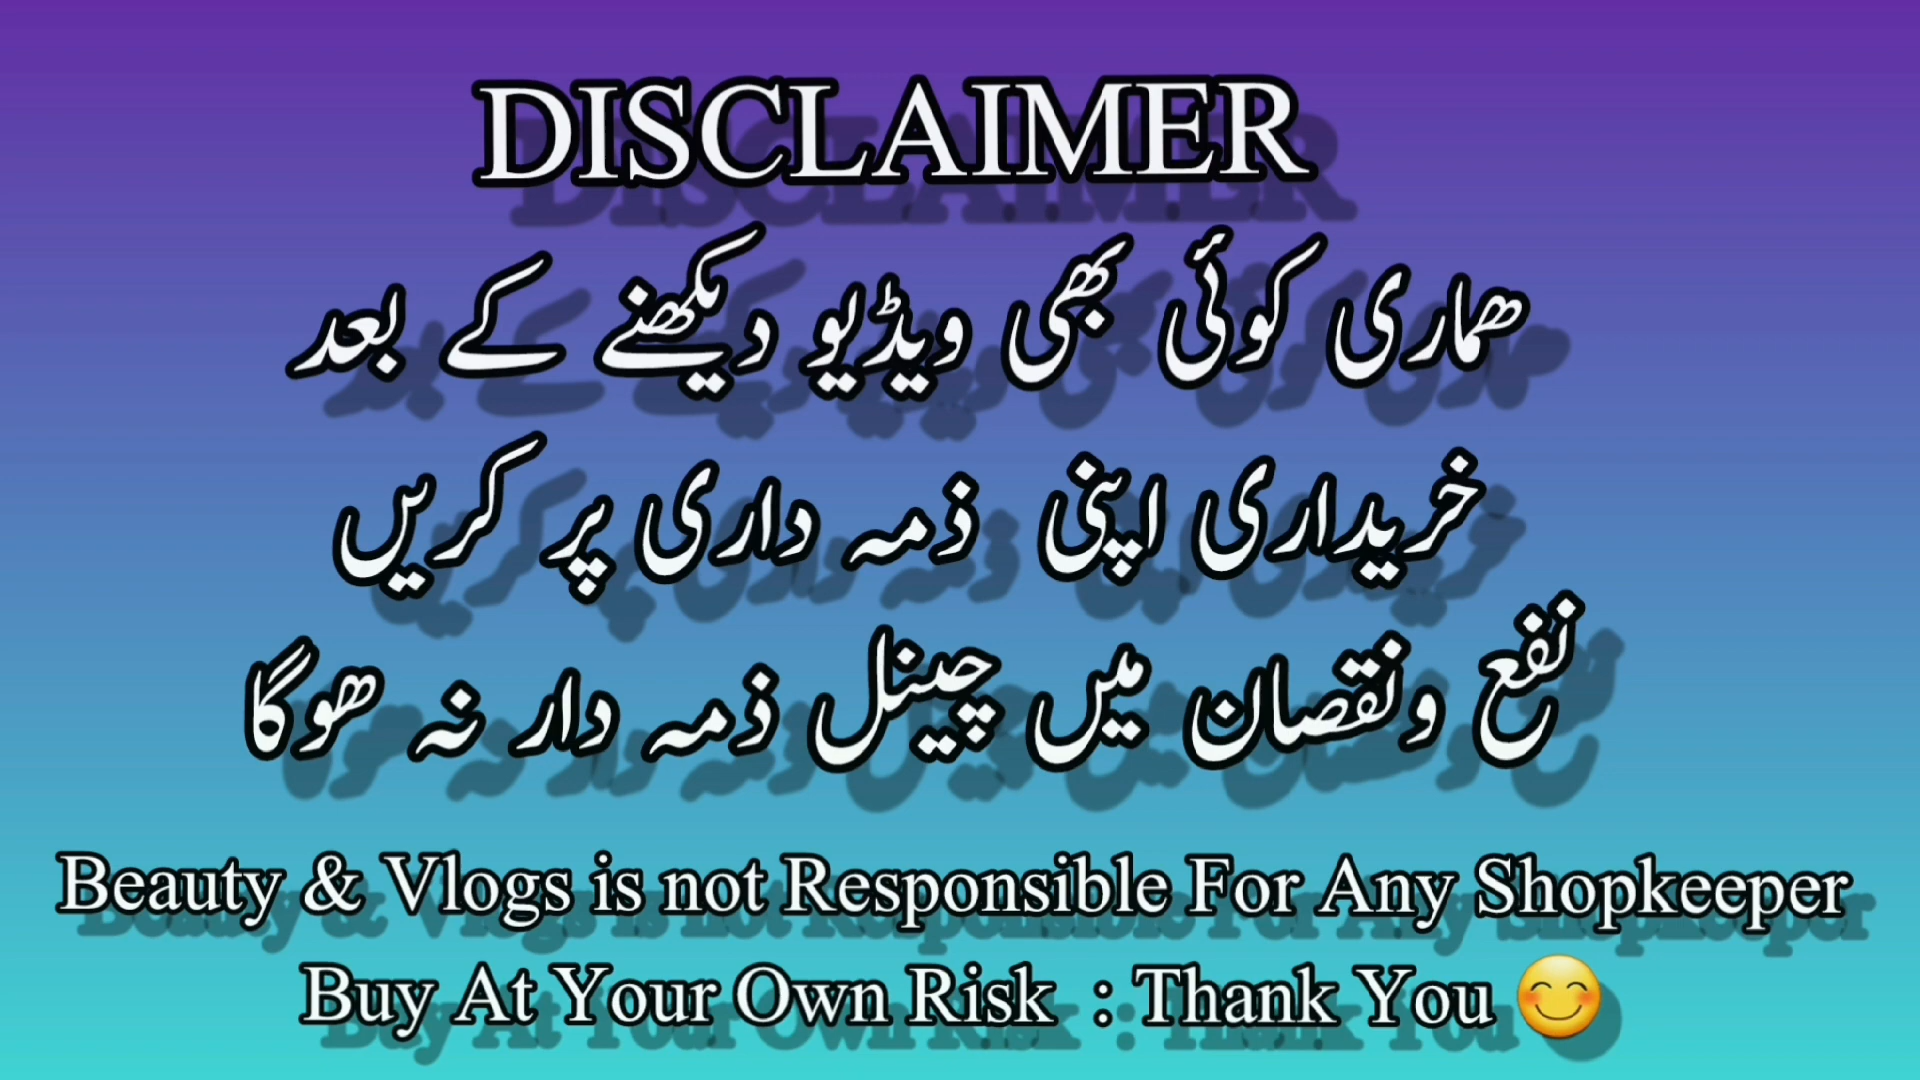 DISCLAIMER
ھماری کوئی بھی ویڈیو دیکھنے کے بعد
خریداری اپنی ذمہ داری پر کریں
نفع ونقصان میں چینل ذمہ دار نہ ھوگا
Beauty & Vlogs is not Responsible For Any Shopkeeper
Buy At Your Own Risk : Thank You 😊